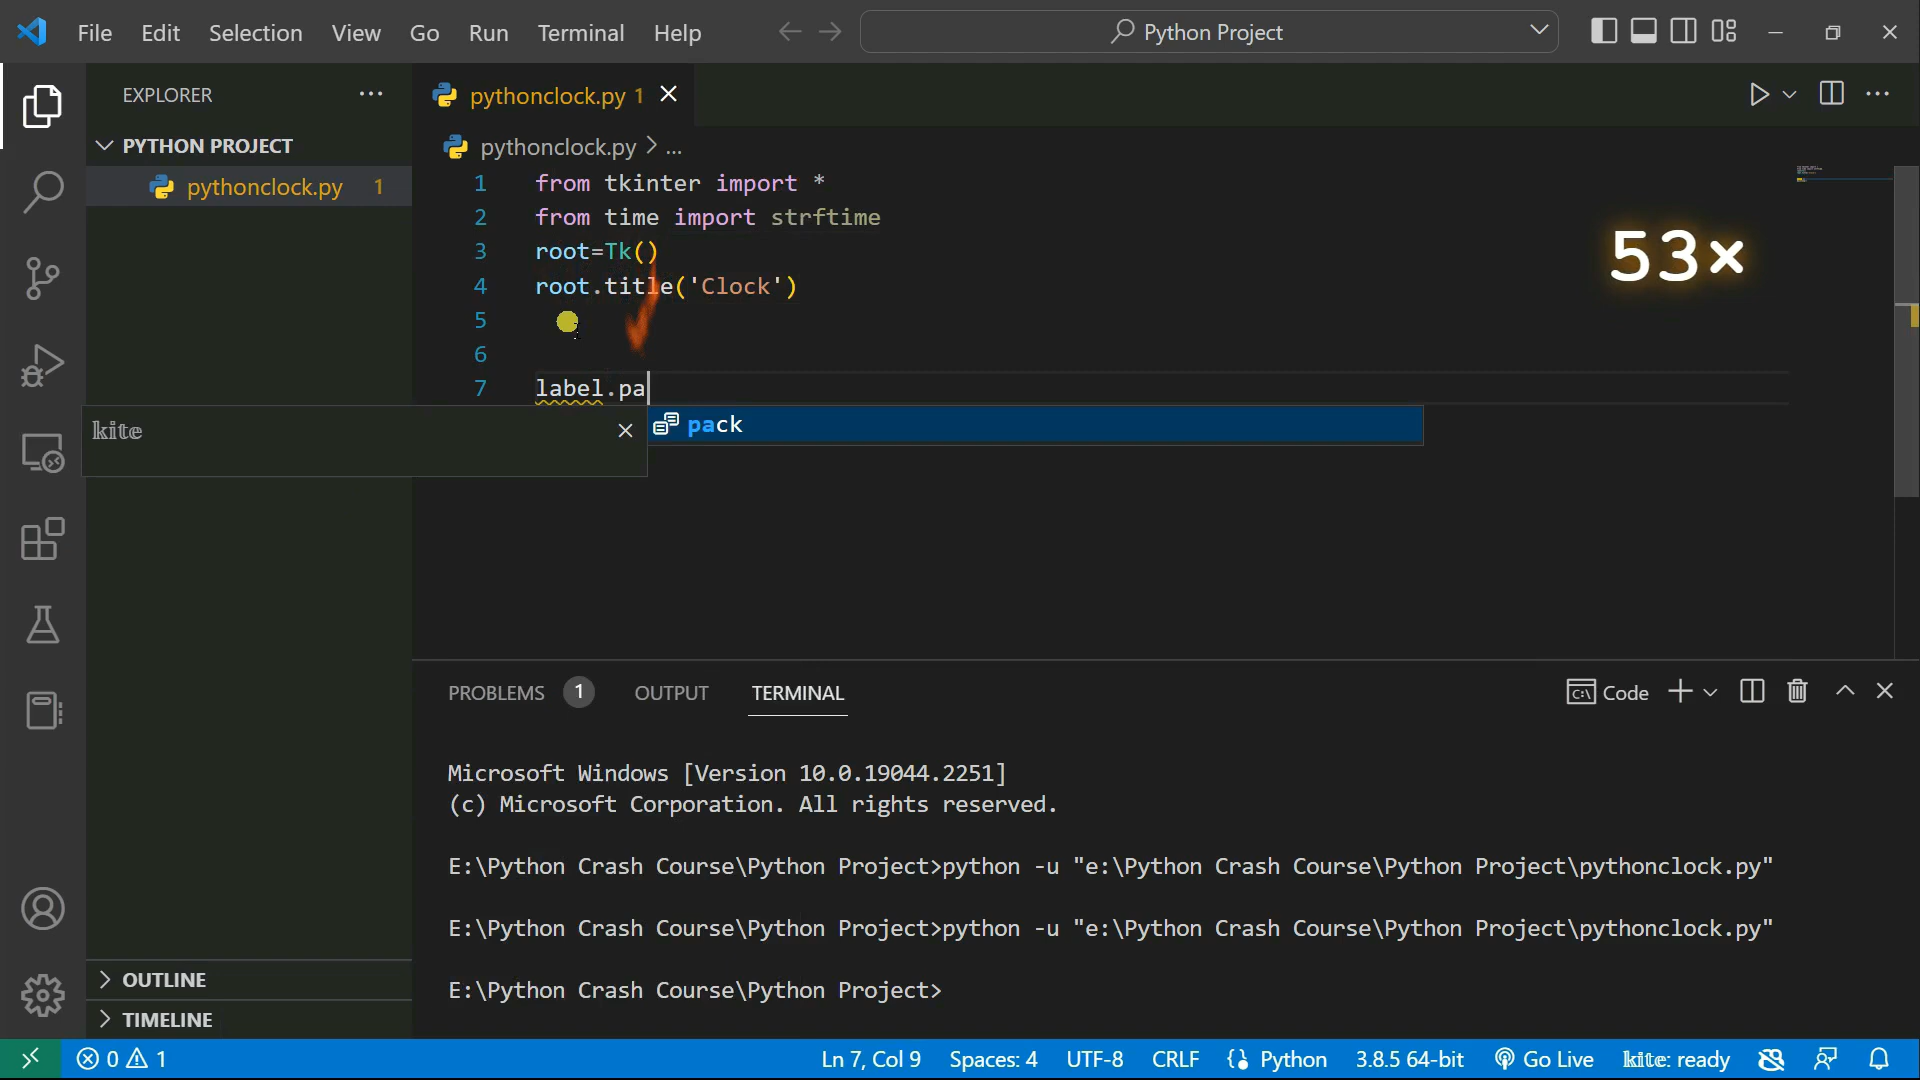 File Edit Selection View Go Run Terminal Help Python Project
EXPLORER
PYTHON PROJECT
pythonclock.py 1
pythonclock.py 1
pythonclock.py > ...
1 from tkinter import *
2 from time import strftime
3 root=Tk()
4 root.title('Clock')
5
6
7 label.pa
53×
kite
pack
PROBLEMS 1 OUTPUT TERMINAL Code
Microsoft Windows [Version 10.0.19044.2251]
(c) Microsoft Corporation. All rights reserved.
E:\Python Crash Course\Python Project>python -u "e:\Python Crash Course\Python Project\pythonclock.py"
E:\Python Crash Course\Python Project>python -u "e:\Python Crash Course\Python Project\pythonclock.py"
E:\Python Crash Course\Python Project>
OUTLINE
TIMELINE
0 1 Ln 7, Col 9 Spaces: 4 UTF-8 CRLF Python 3.8.5 64-bit Go Live kite: ready